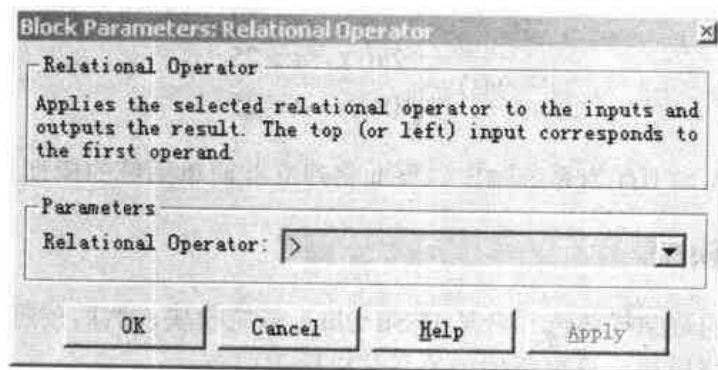 Block Parameters: Relational Operator
Relational Operator
Applies the selected relational operator to the inputs and
outputs the result. The top (or left) input corresponds to
the first operand
Parameters
Relational Operator: >
OK Cancel Help Apply